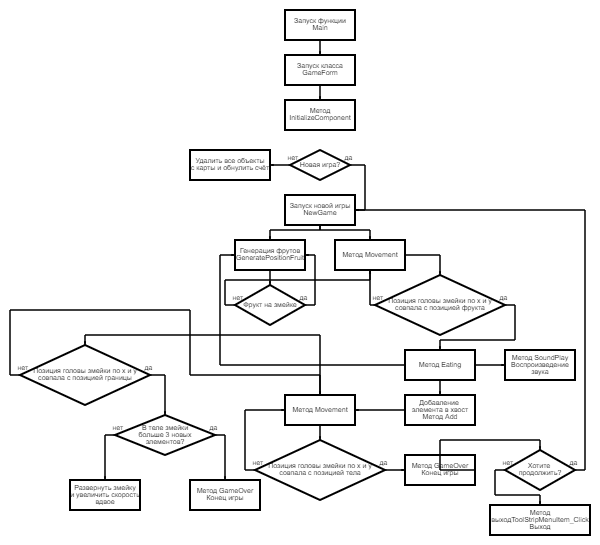 Запуск функции
Main
Запуск класса
GameForm
Метод
InitializeComponent
Удалить все объекты
с карты и обнулить счёт
нет
Новая игра?
да
Запуск новой игры
NewGame
Генерация фрутов
GeneratePositionFruit
Метод Movement
нет
Фрукт на змейке
да
нет
Позиция головы змейки по x и y
совпала с позицией фрукта
да
нет
Позиция головы змейки по x и y
совпала с позицией границы
да
Метод Eating
Метод SoundPlay
Воспроизведение
звука
Метод Movement
Добавление
элемента в хвост
Метод Add
нет
В теле змейки
больше 3 новых
элементов?
да
нет
Позиция головы змейки по x и y
совпала с позицией тела
да
Метод GameOver
Конец игры
нет
Хотите
продолжить?
да
Развернуть змейку
и увеличить скорость
вдвое
Метод GameOver
Конец игры
Метод
выходToolStripMenuItem_Click
Выход